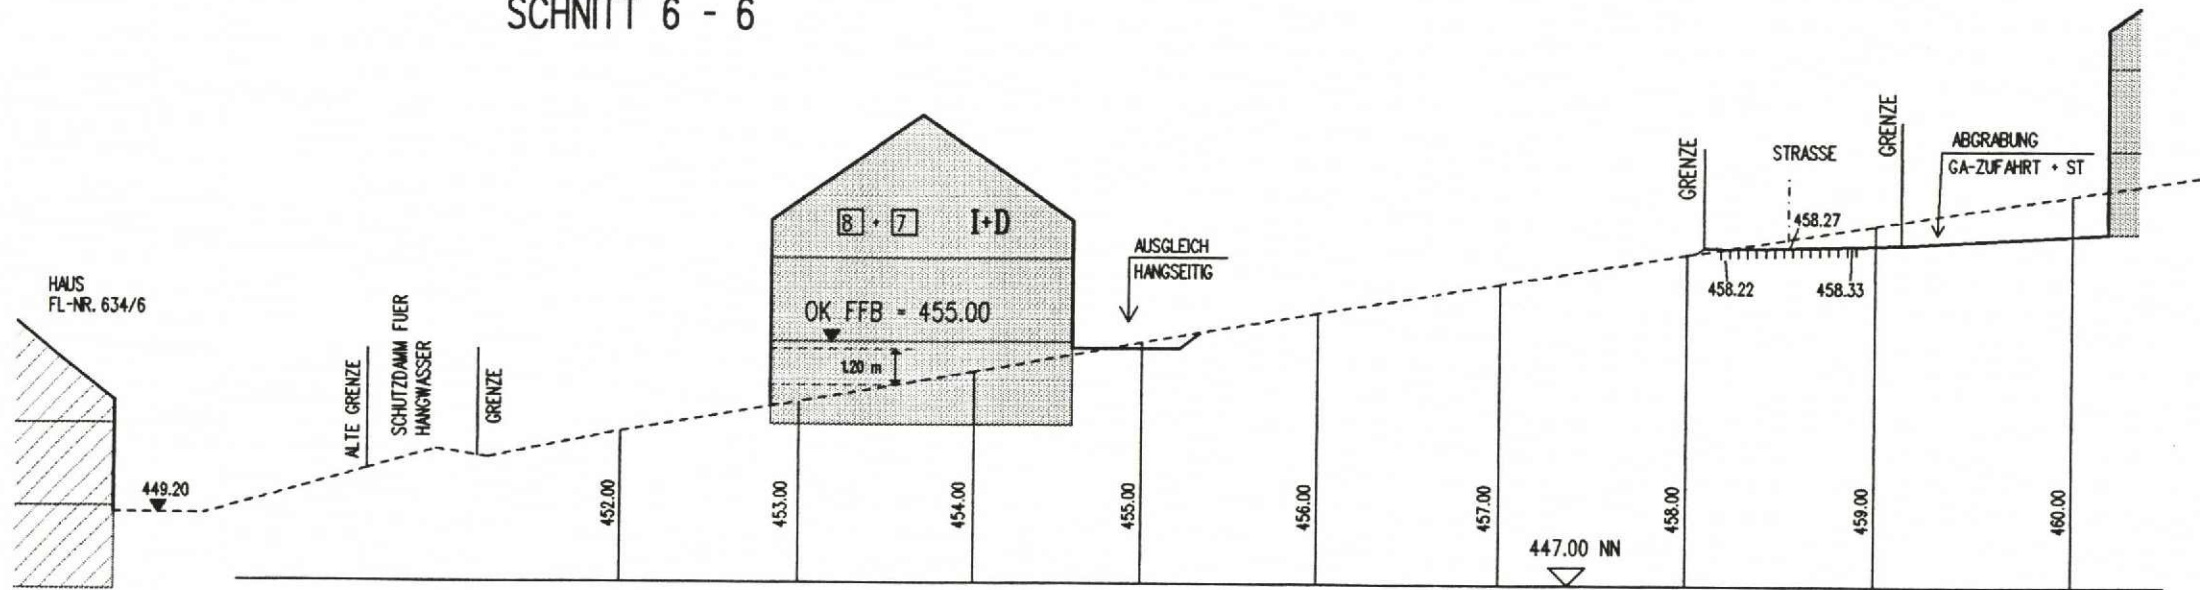 SCHNITT 6 - 6
HAUS
FL-NR. 634/6
449.20
ALTE GRENZE
SCHUTZDAMM FUER
HANGWASSER
GRENZE
8 + 7 I+D
OK FFB = 455.00
1.20 m
AUSGLEICH
HANGSEITIG
GRENZE
STRASSE
458.27
458.22
458.33
GRENZE
ABGRABUNG
GA-ZUFAHRT + ST
452.00
453.00
454.00
455.00
456.00
457.00
458.00
459.00
460.00
447.00 NN